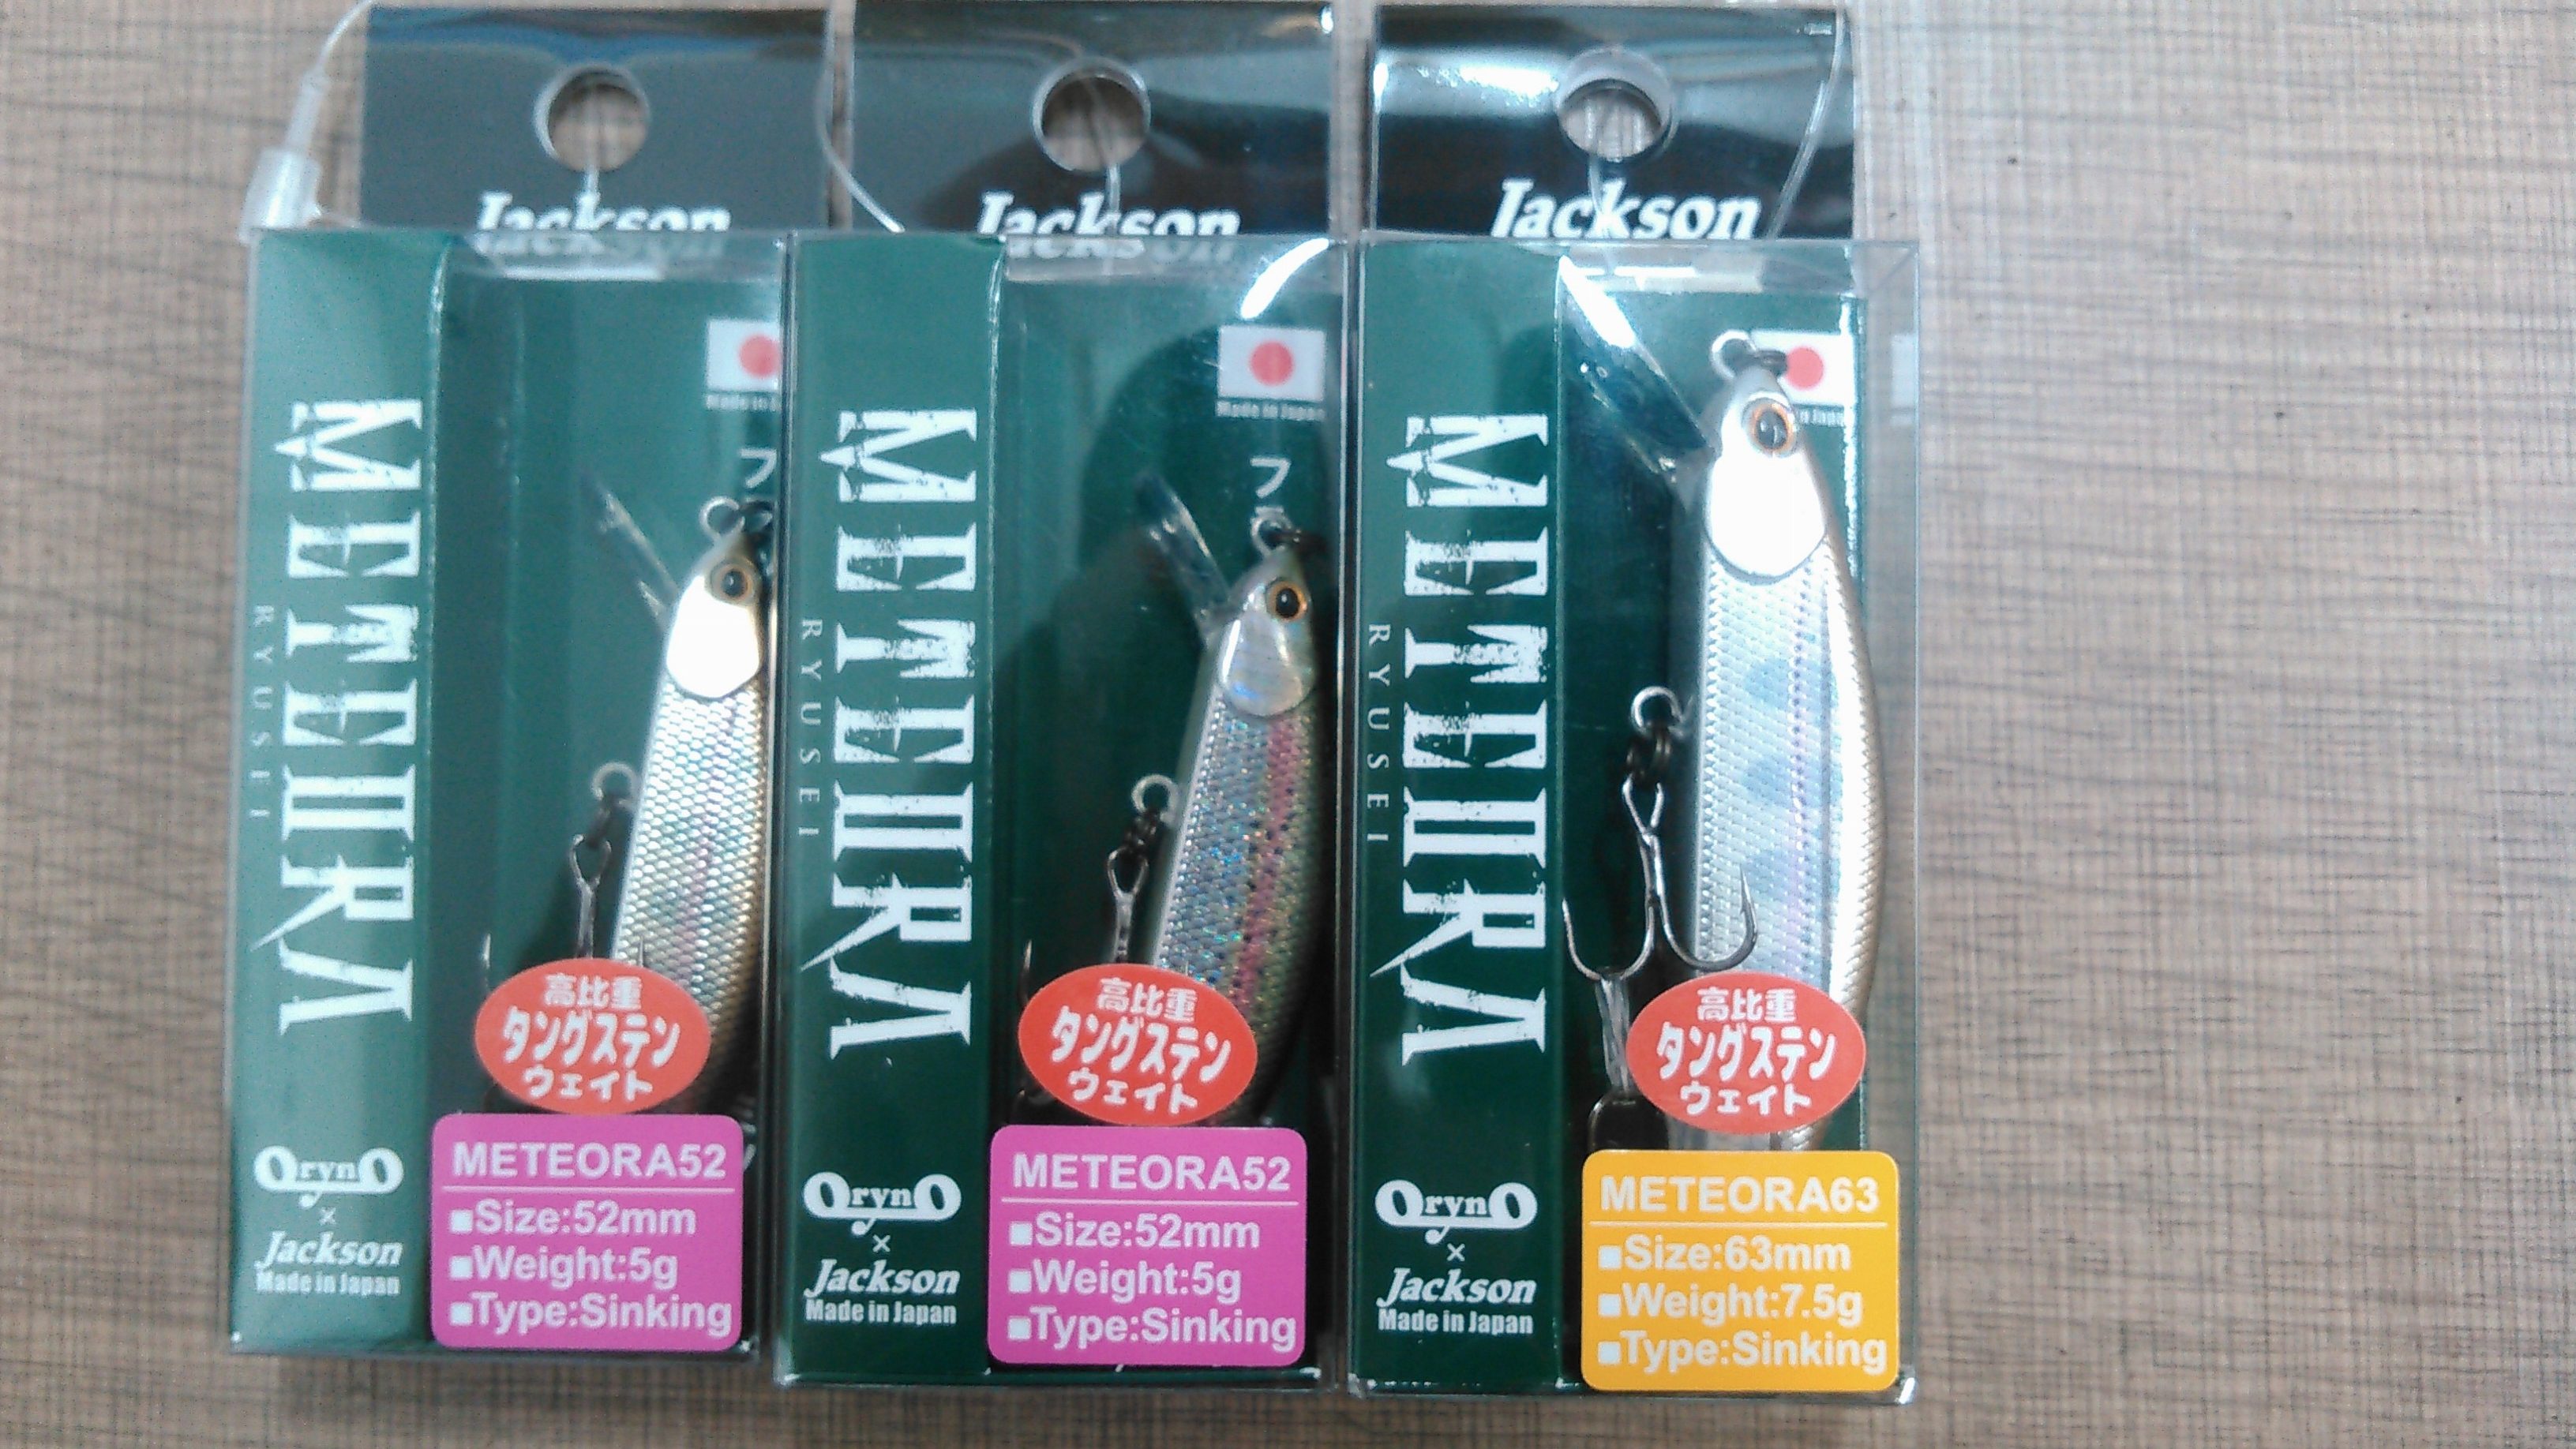 Jackson
METEORA
RYUSEI
OrynO
×
Jackson
Made in Japan
フ
高比重
タングステン
ウェイト
METEORA52
■Size:52mm
■Weight:5g
■Type:Sinking
Jackson
METEORA
RYUSEI
OrynO
×
Jackson
Made in Japan
Made in Japan
フ
高比重
タングステン
ウェイト
METEORA52
■Size:52mm
■Weight:5g
■Type:Sinking
Jackson
METEORA
RYUSEI
OrynO
×
Jackson
Made in Japan
高比重
タングステン
ウェイト
METEORA63
■Size:63mm
■Weight:7.5g
■Type:Sinking